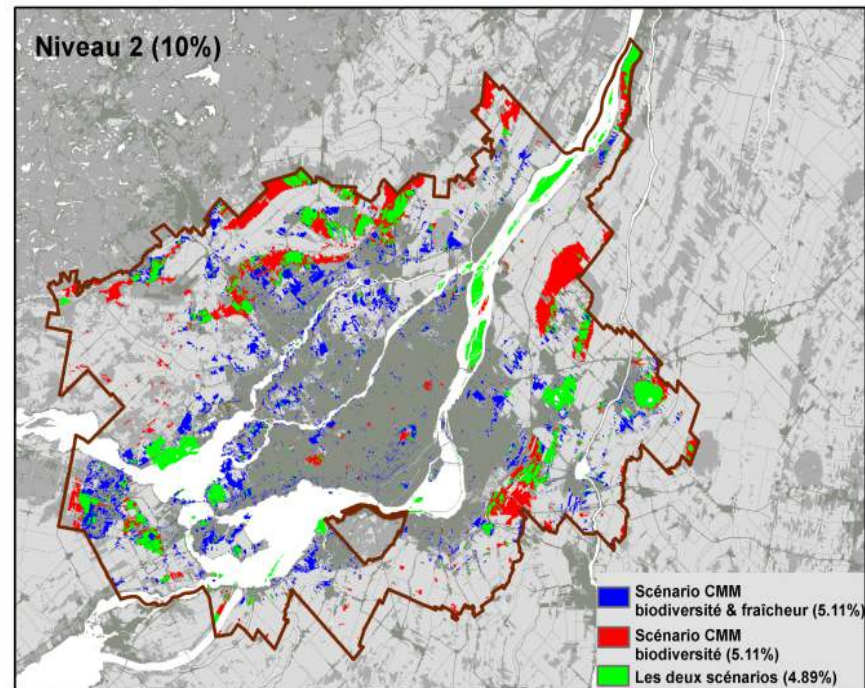 Niveau 2 (10%)
Scénario CMM
biodiversité & fraîcheur (5.11%)
Scénario CMM
biodiversité (5.11%)
Les deux scénarios (4.89%)